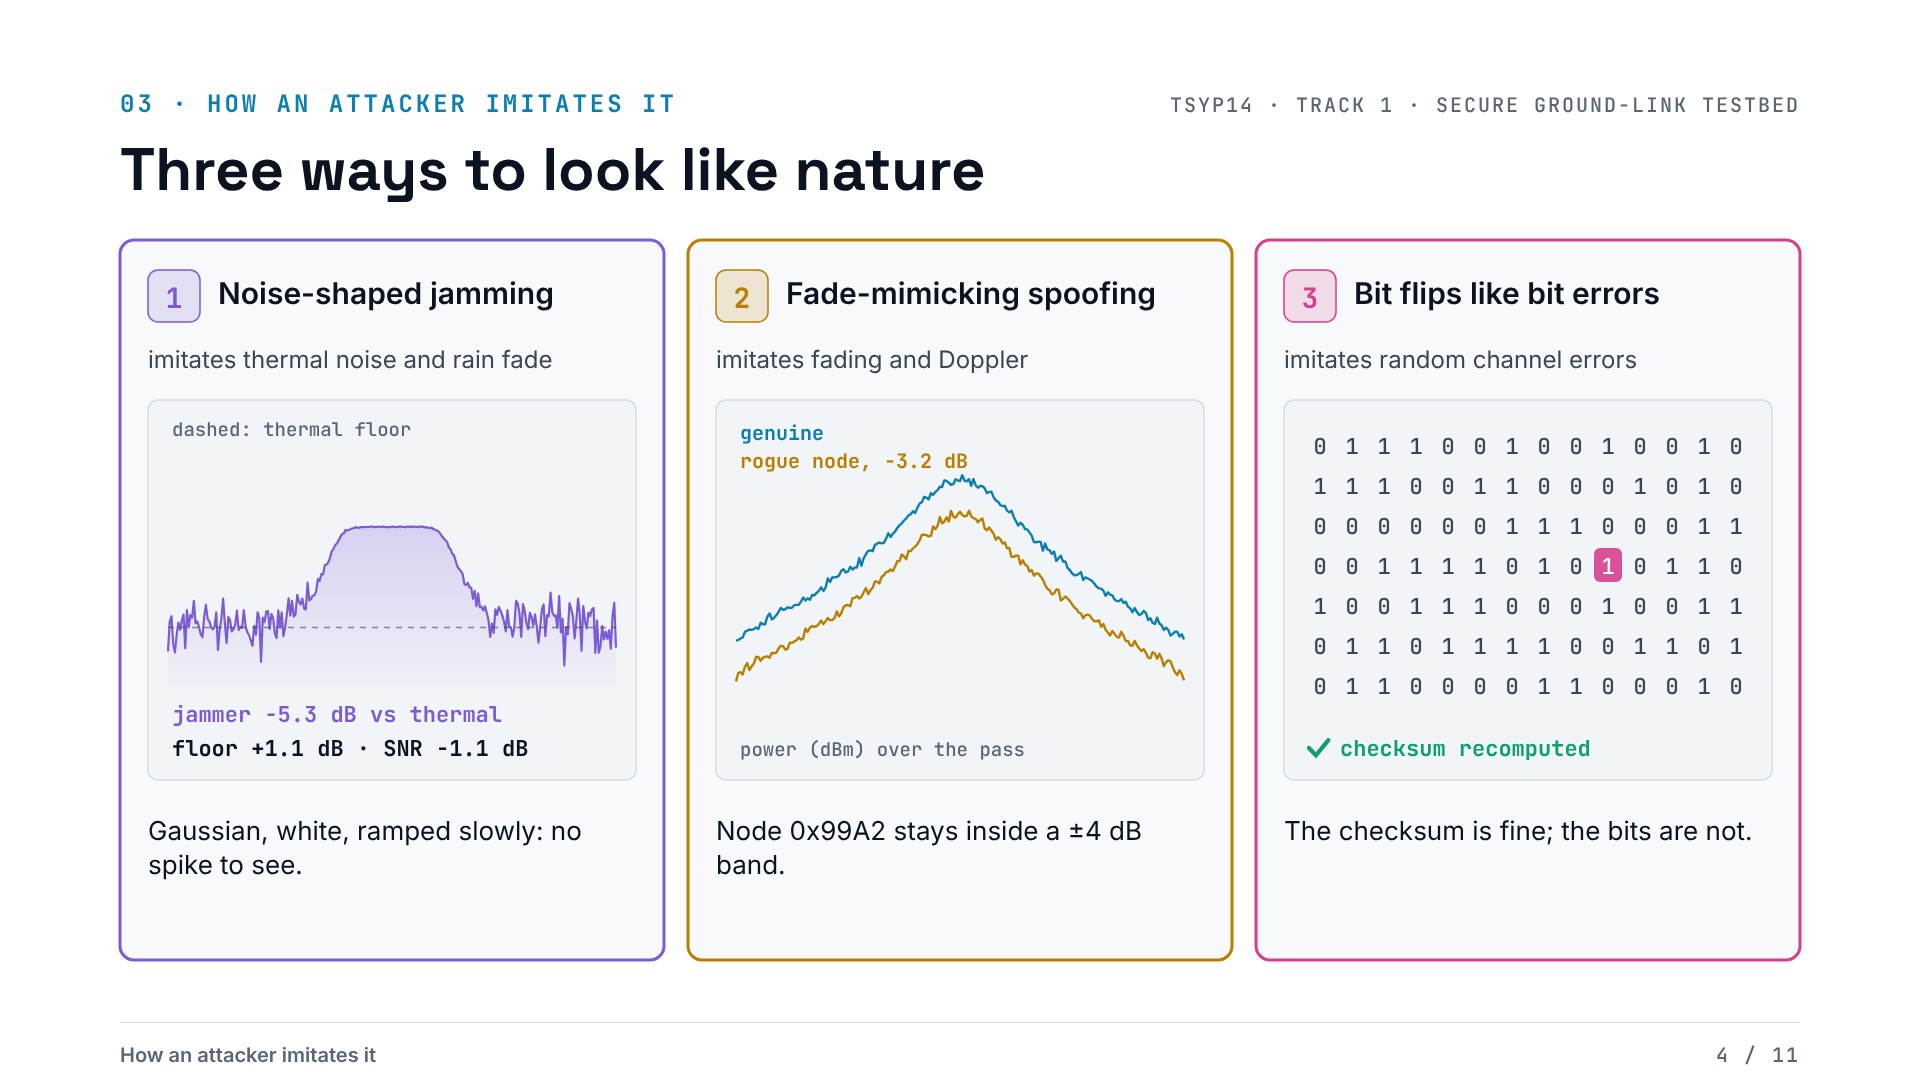 03 · HOW AN ATTACKER IMITATES IT
TSYP14 · TRACK 1 · SECURE GROUND-LINK TESTBED
Three ways to look like nature
1
Noise-shaped jamming
imitates thermal noise and rain fade
dashed: thermal floor
jammer -5.3 dB vs thermal
floor +1.1 dB · SNR -1.1 dB
Gaussian, white, ramped slowly: no
spike to see.
2
Fade-mimicking spoofing
imitates fading and Doppler
genuine
rogue node, -3.2 dB
power (dBm) over the pass
Node 0x99A2 stays inside a ±4 dB
band.
3
Bit flips like bit errors
imitates random channel errors
0 1 1 1 0 0 1 0 0 1 0 0 1 0
1 1 1 0 0 1 1 0 0 0 1 0 1 0
0 0 0 0 0 0 1 1 1 0 0 0 1 1
0 0 1 1 1 1 0 1 0 1 0 1 1 0
1 0 0 1 1 1 0 0 0 1 0 0 1 1
0 1 1 0 1 1 1 1 0 0 1 1 0 1
0 1 1 0 0 0 0 1 1 0 0 0 1 0
checksum recomputed
The checksum is fine; the bits are not.
How an attacker imitates it
4 / 11